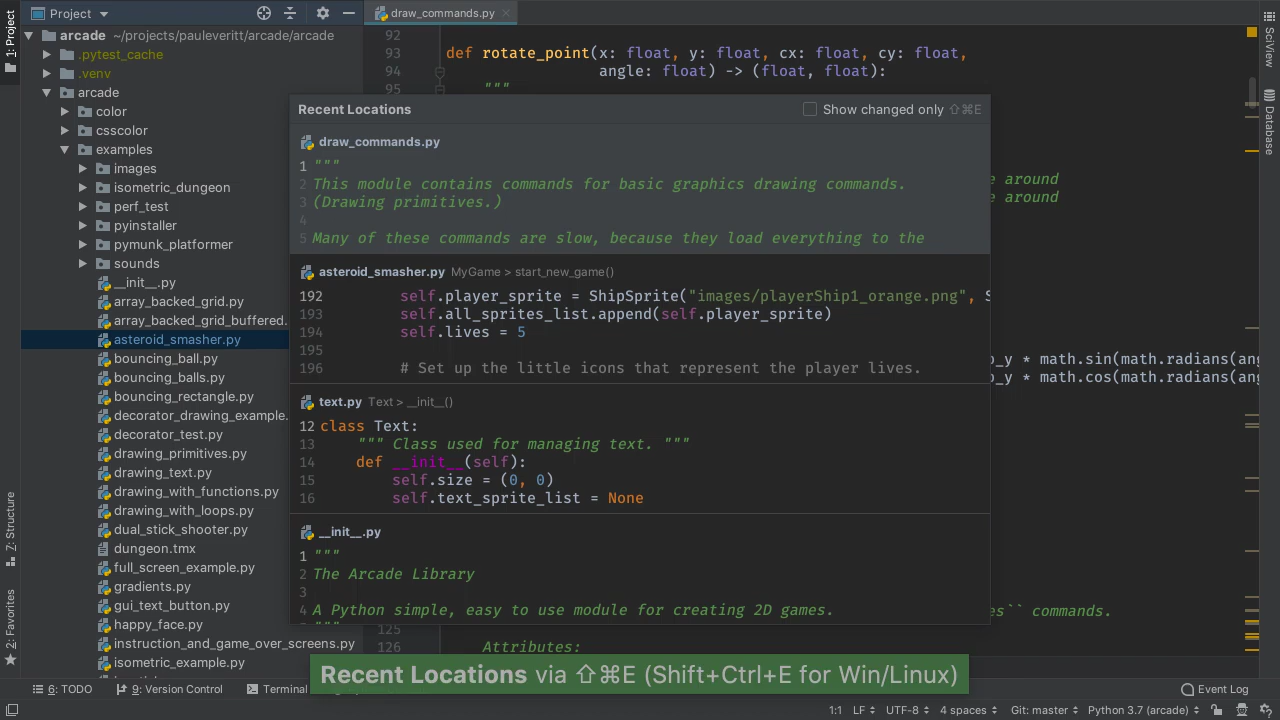 Project
draw_commands.py
1: Project
arcade ~/projects/pauleveritt/arcade/arcade
.pytest_cache
.venv
arcade
color
csscolor
examples
images
isometric_dungeon
perf_test
pyinstaller
pymunk_platformer
sounds
__init__.py
array_backed_grid.py
array_backed_grid_buffered.
asteroid_smasher.py
bouncing_ball.py
bouncing_balls.py
bouncing_rectangle.py
decorator_drawing_example.
decorator_test.py
drawing_primitives.py
drawing_text.py
drawing_with_functions.py
drawing_with_loops.py
dual_stick_shooter.py
dungeon.tmx
full_screen_example.py
gradients.py
gui_text_button.py
happy_face.py
instruction_and_game_over_screens.py
isometric_example.py
Z: Structure
2: Favorites
92
93 def rotate_point(x: float, y: float, cx: float, cy: float,
94 angle: float) -> (float, float):
95 """
e around
e around
o_y * math.sin(math.radians(ang
o_y * math.cos(math.radians(ang
es`` commands.
125
126 Attributes:
Recent Locations
Show changed only ⇧⌘E
draw_commands.py
1 """
2 This module contains commands for basic graphics drawing commands.
3 (Drawing primitives.)
4
5 Many of these commands are slow, because they load everything to the
asteroid_smasher.py MyGame > start_new_game()
192 self.player_sprite = ShipSprite("images/playerShip1_orange.png", S
193 self.all_sprites_list.append(self.player_sprite)
194 self.lives = 5
195
196 # Set up the little icons that represent the player lives.
text.py Text > __init__()
12 class Text:
13 """ Class used for managing text. """
14 def __init__(self):
15 self.size = (0, 0)
16 self.text_sprite_list = None
__init__.py
1 """
2 The Arcade Library
3
4 A Python simple, easy to use module for creating 2D games.
"""
SciView
Database
Recent Locations via ⇧⌘E (Shift+Ctrl+E for Win/Linux)
6: TODO
9: Version Control
Terminal
Event Log
1:1 LF UTF-8 4 spaces Git: master Python 3.7 (arcade)